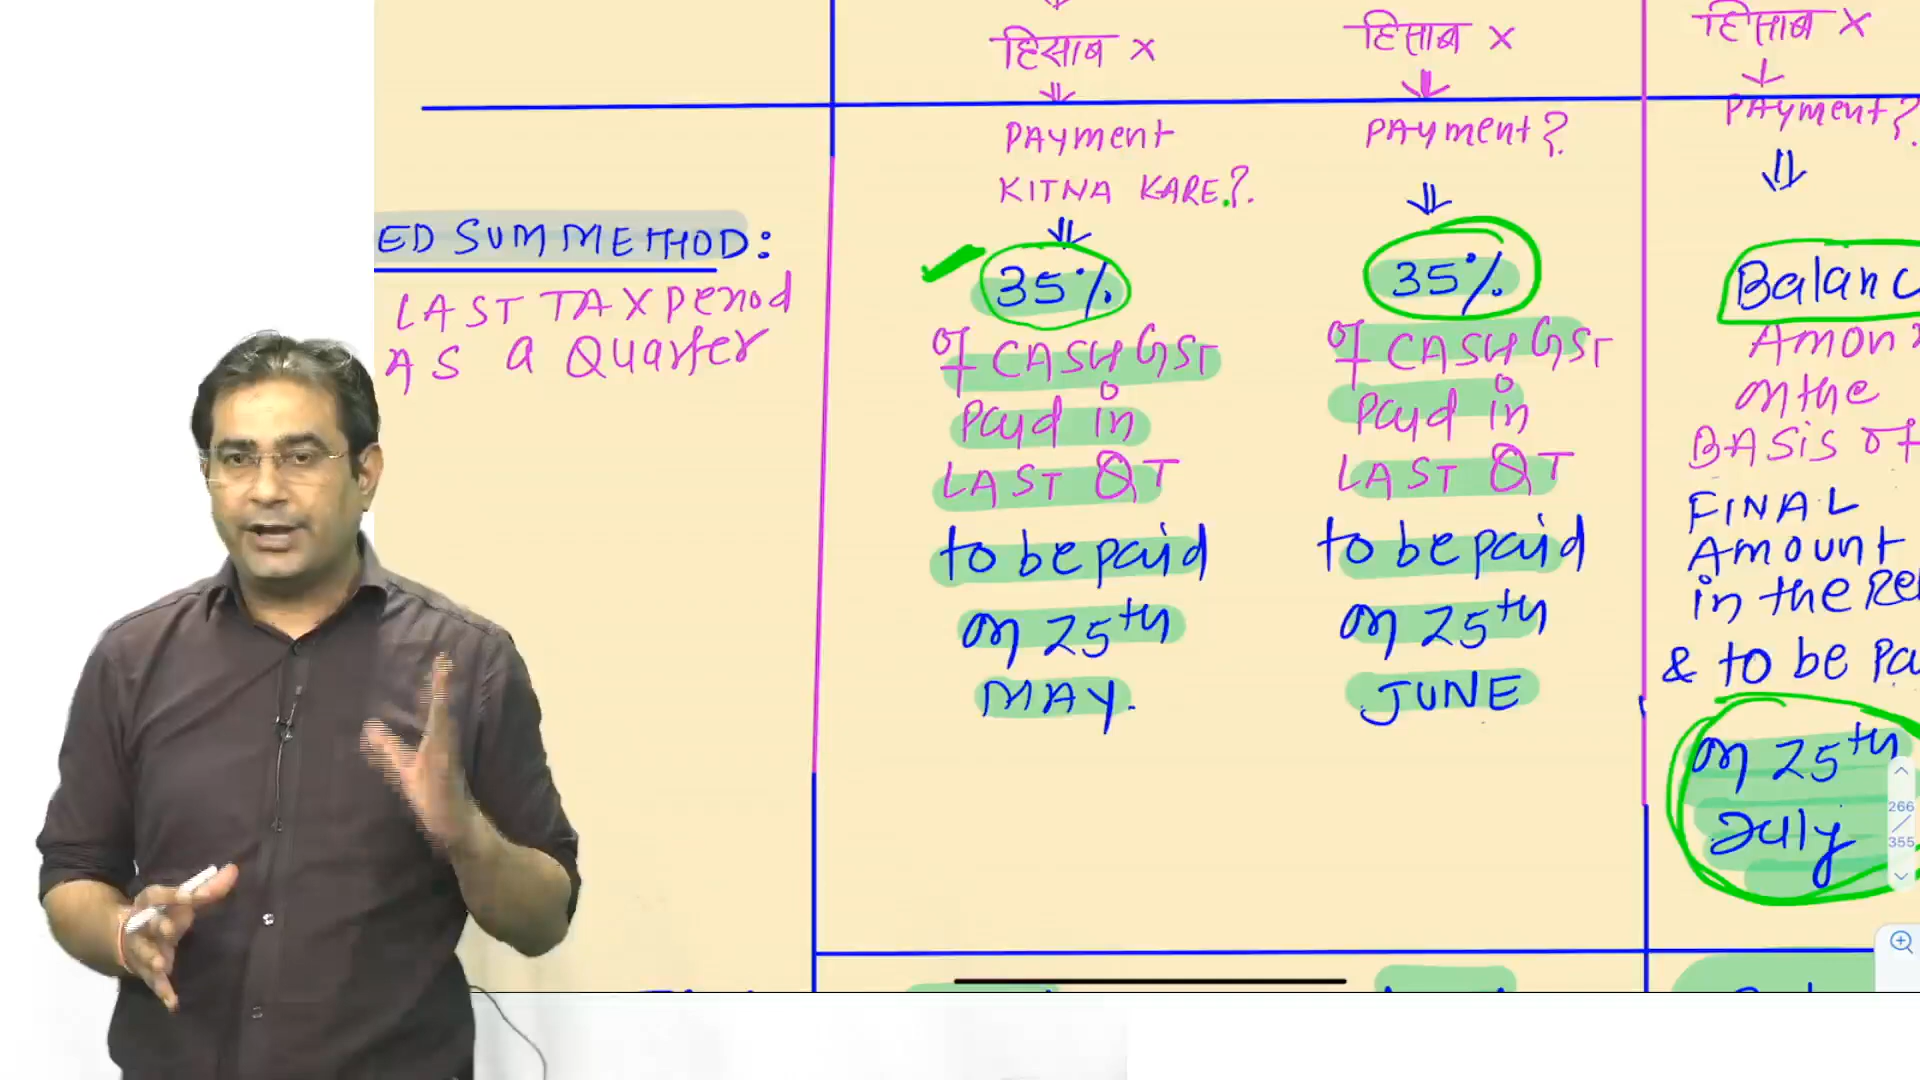 हिसाब x
हिसाब x
हिसाब x
PAyment
KITNA KARE.?.
PAyment?
PAyment?
ED SUM METHOD:
LAST TAX period
AS a Quarter
35%
of CASH GST
Paid in
LAST QT
to be paid
on 25th
MAY.
35%
of CASH GST
Paid in
LAST QT
to be paid
on 25th
JUNE
Balanc
Amon
on the
BASIS of
FINAL
Amount
in the Re
& to be Pa
on 25th
July
266
/
355